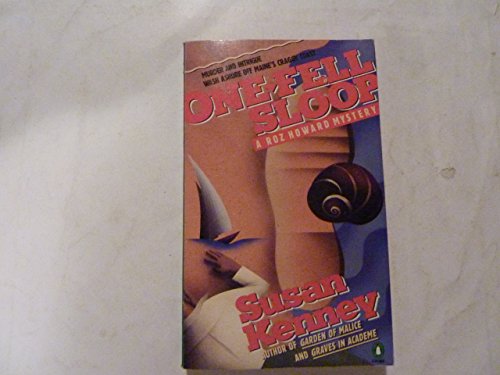 MURDER AND INTRIGUE
WASH ASHORE OFF MAINE'S CRAGGY COAST
ONE FELL
SLOOP
A ROZ HOWARD MYSTERY
Susan
Kenney
AUTHOR OF GARDEN OF MALICE
AND GRAVES IN ACADEME